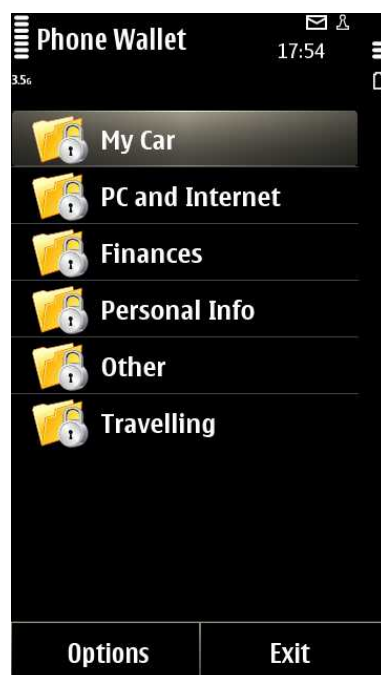 Phone Wallet
17:54
3.5G
My Car
PC and Internet
Finances
Personal Info
Other
Travelling
Options
Exit